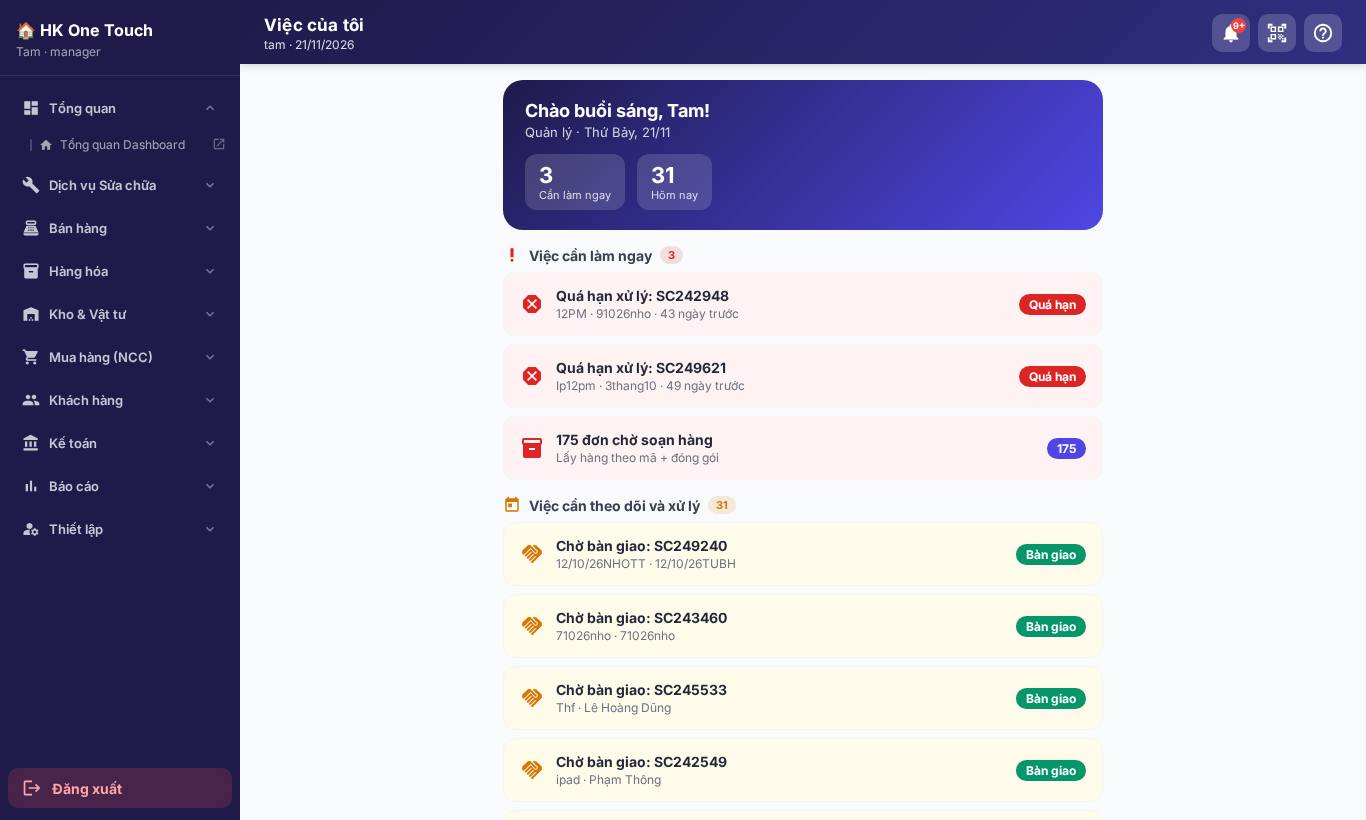 🏠 HK One Touch
Tam · manager
Tổng quan
Tổng quan Dashboard
Dịch vụ Sửa chữa
Bán hàng
Hàng hóa
Kho & Vật tư
Mua hàng (NCC)
Khách hàng
Kế toán
Báo cáo
Thiết lập
Đăng xuất
Việc của tôi
tam · 21/11/2026
9+
Chào buổi sáng, Tam!
Quản lý · Thứ Bảy, 21/11
3
Cần làm ngay
31
Hôm nay
Việc cần làm ngay 3
Quá hạn xử lý: SC242948
12PM · 91026nho · 43 ngày trước
Quá hạn
Quá hạn xử lý: SC249621
Ip12pm · 3thang10 · 49 ngày trước
Quá hạn
175 đơn chờ soạn hàng
Lấy hàng theo mã + đóng gói
175
Việc cần theo dõi và xử lý 31
Chờ bàn giao: SC249240
12/10/26NHOTT · 12/10/26TUBH
Bàn giao
Chờ bàn giao: SC243460
71026nho · 71026nho
Bàn giao
Chờ bàn giao: SC245533
Thf · Lê Hoàng Dũng
Bàn giao
Chờ bàn giao: SC242549
ipad · Phạm Thông
Bàn giao